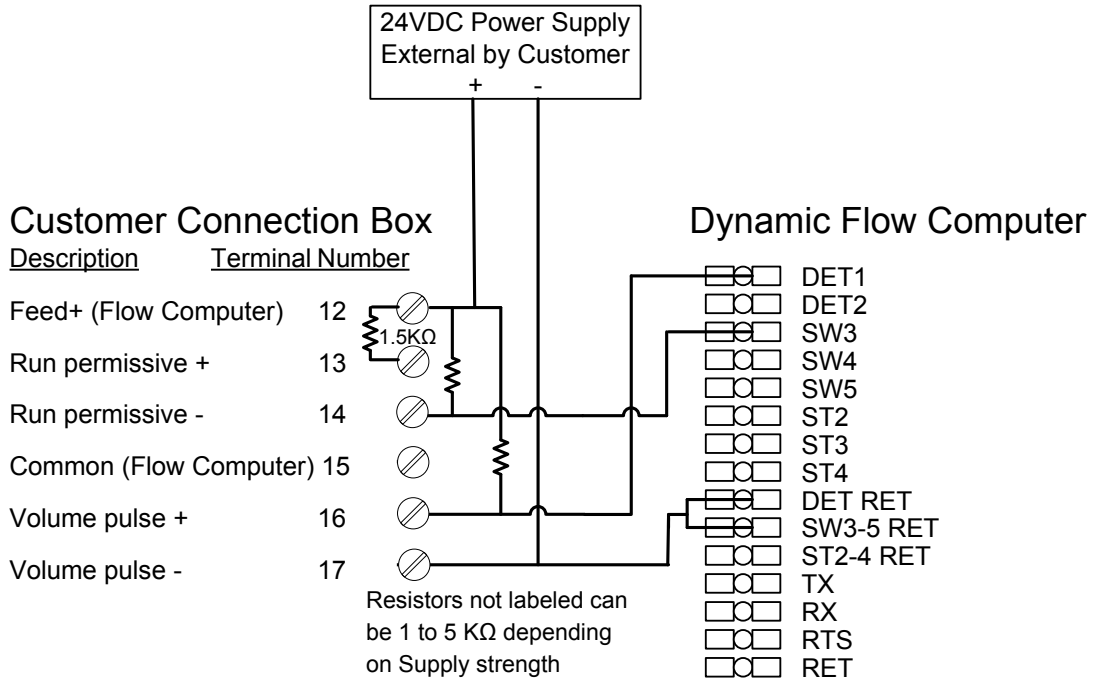 24VDC Power Supply
External by Customer
+ -
Customer Connection Box
Description Terminal Number
Feed+ (Flow Computer) 12
1.5KΩ
Run permissive + 13
Run permissive - 14
Common (Flow Computer) 15
Volume pulse + 16
Volume pulse - 17
Resistors not labeled can
be 1 to 5 KΩ depending
on Supply strength
Dynamic Flow Computer
DET1
DET2
SW3
SW4
SW5
ST2
ST3
ST4
DET RET
SW3-5 RET
ST2-4 RET
TX
RX
RTS
RET